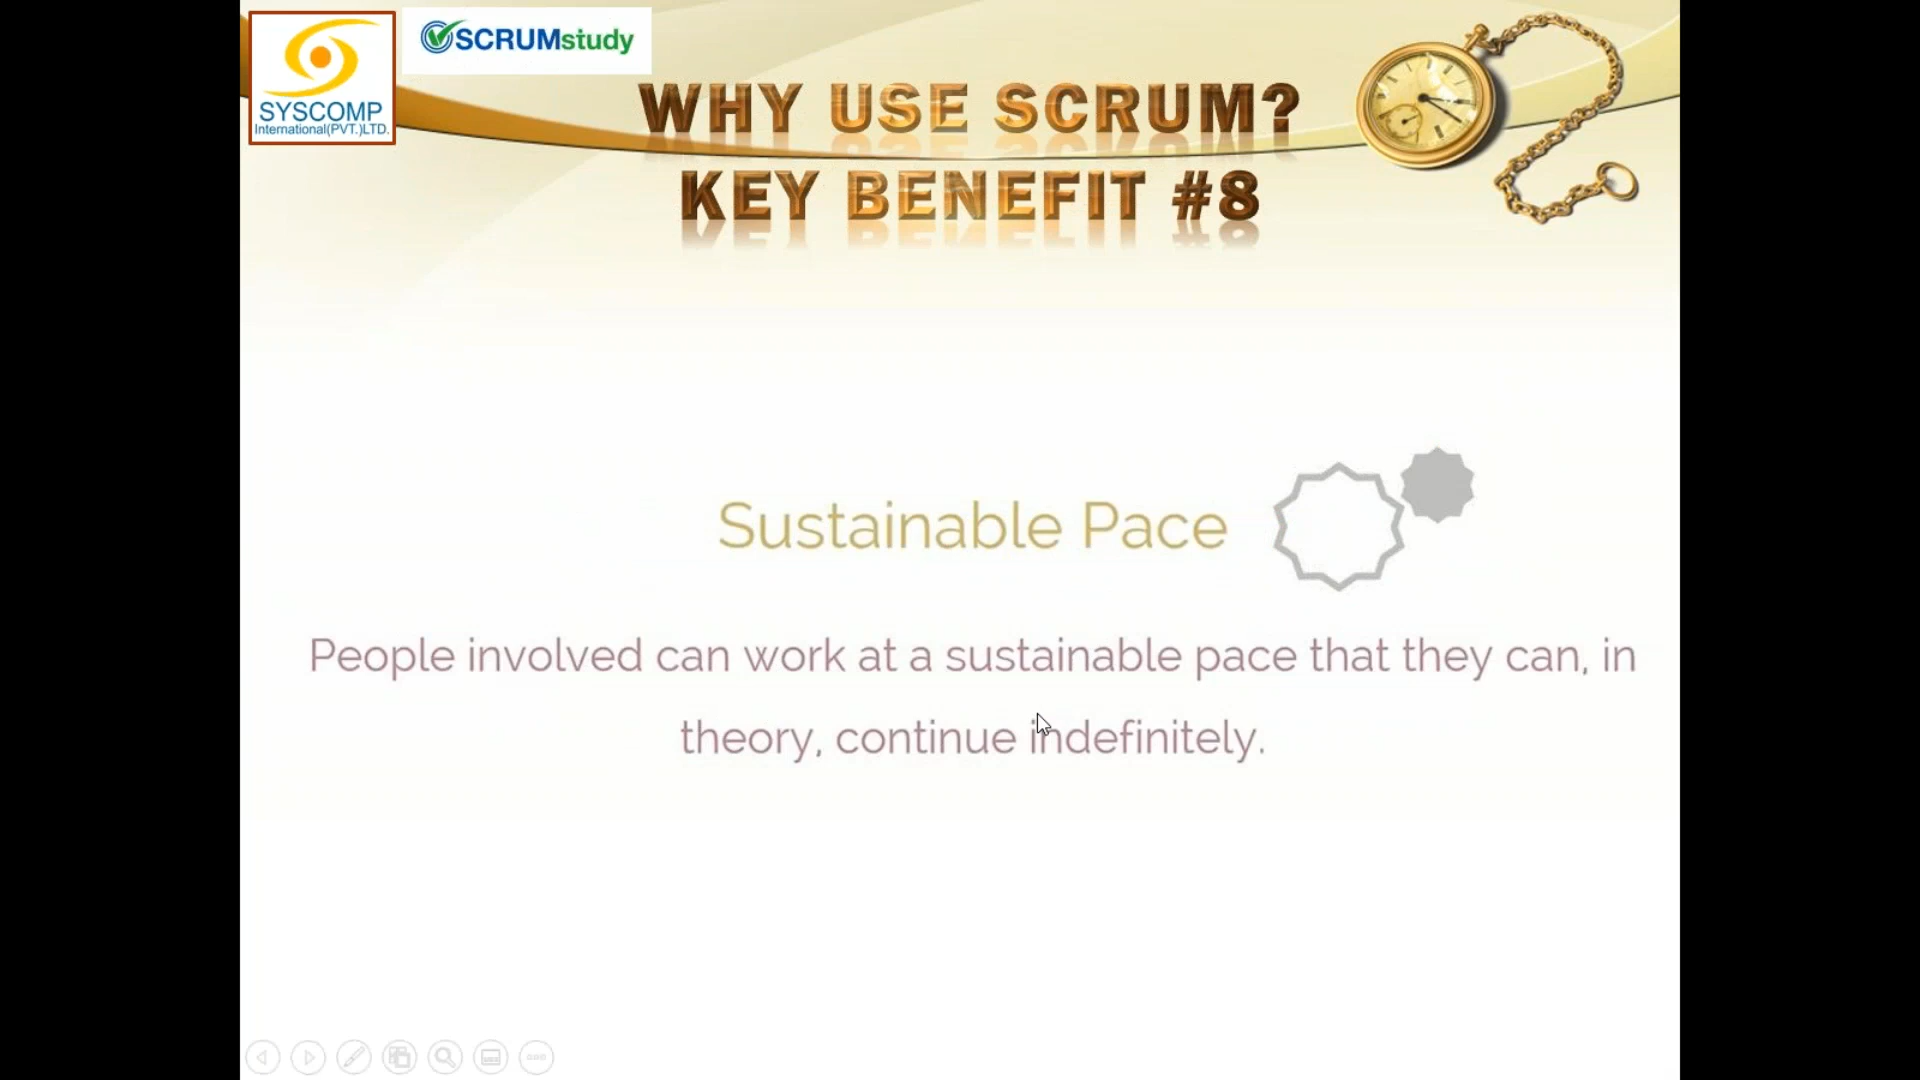 SYSCOMP
International(PVT.)LTD.
SCRUMstudy
WHY USE SCRUM?
KEY BENEFIT #8
Sustainable Pace
People involved can work at a sustainable pace that they can, in
theory, continue indefinitely.